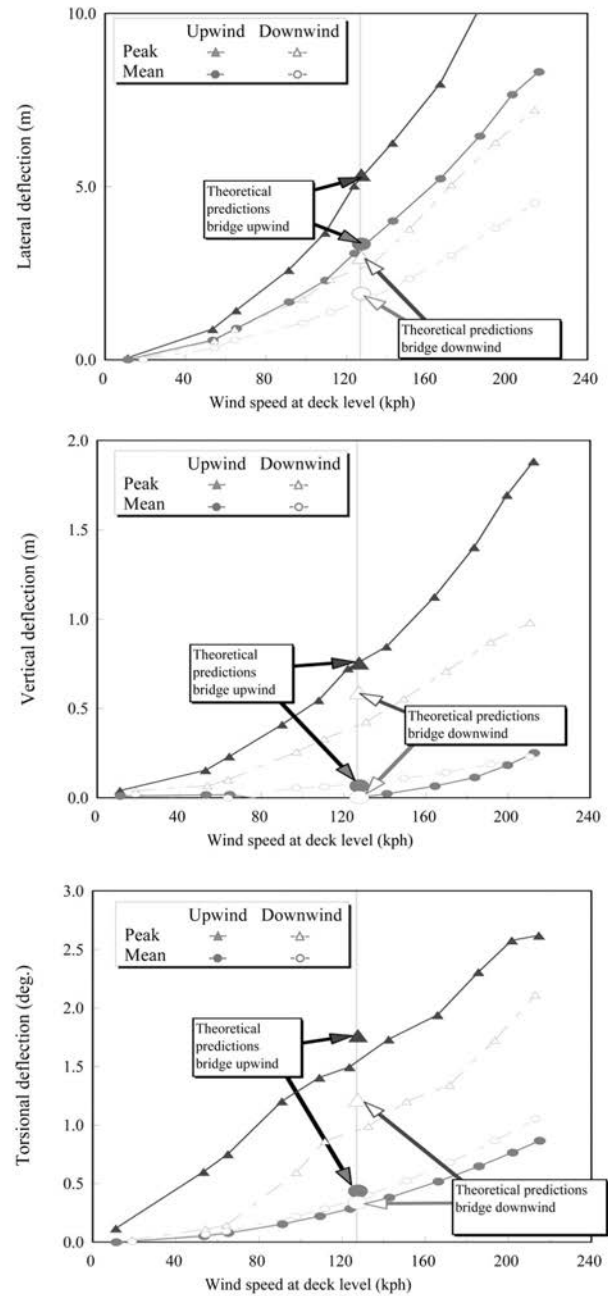 10.0
Upwind Downwind
Peak
Mean
Lateral deflection (m)
5.0
Theoretical
predictions
bridge upwind
Theoretical predictions
bridge downwind
0.0
0 40 80 120 160 200 240
Wind speed at deck level (kph)
2.0
Upwind Downwind
Peak
Mean
1.5
Vertical deflection (m)
1.0
Theoretical
predictions
bridge upwind
0.5
Theoretical predictions
bridge downwind
0.0
0 40 80 120 160 200 240
Wind speed at deck level (kph)
3.0
Upwind Downwind
Peak
Mean
2.5
2.0
Torsional deflection (deg.)
Theoretical
predictions
bridge upwind
1.5
1.0
0.5
Theoretical predictions
bridge downwind
0.0
0 40 80 120 160 200 240
Wind speed at deck level (kph)